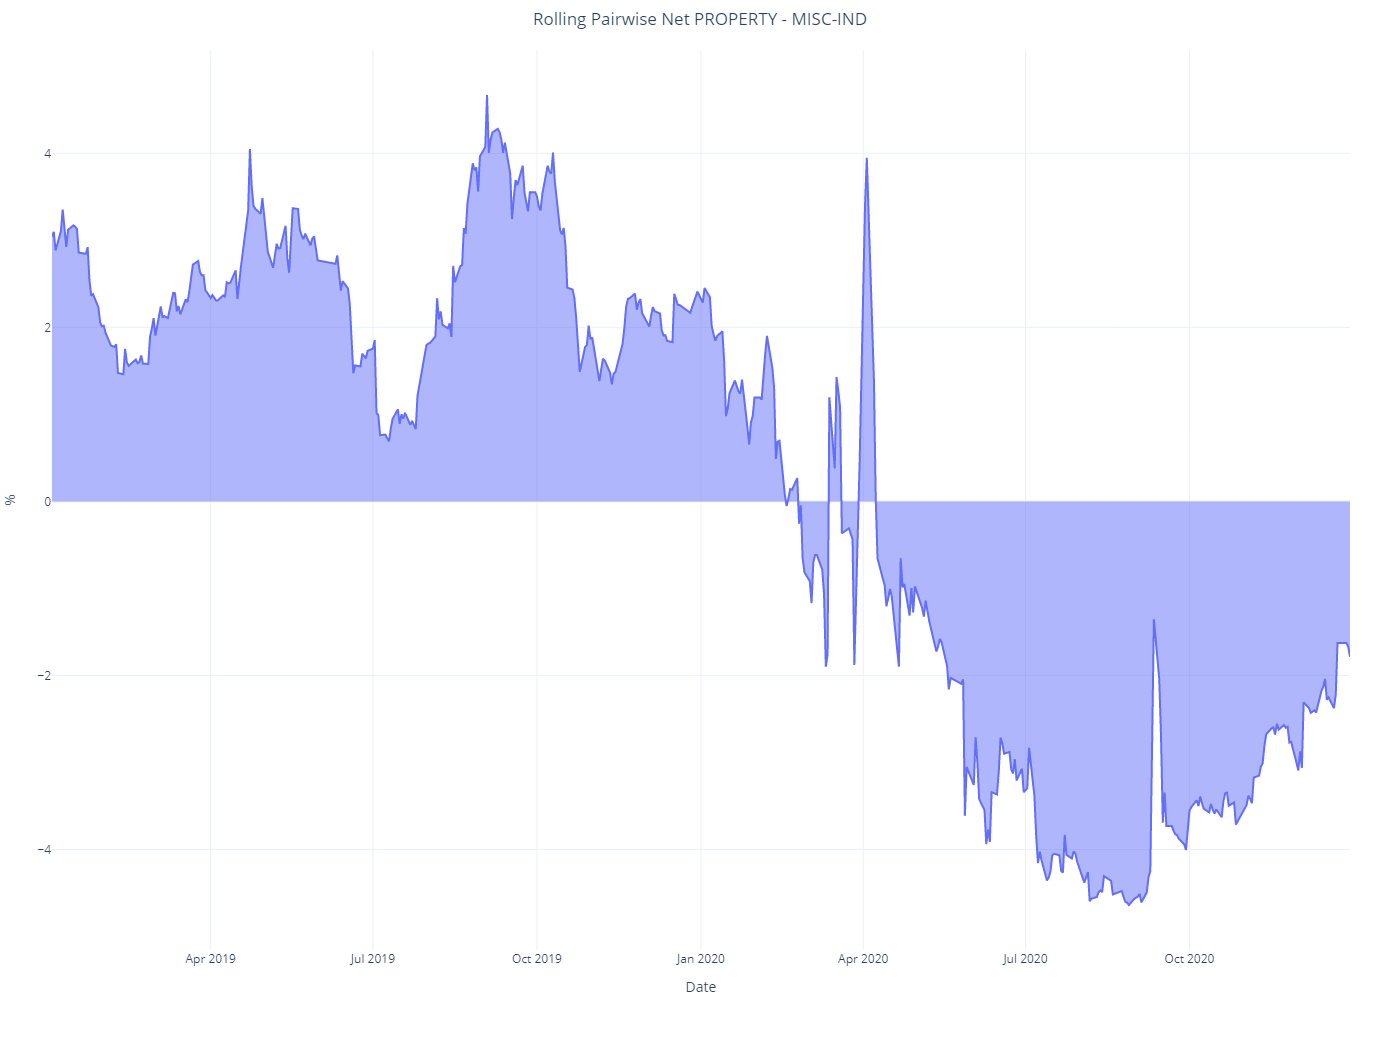 Rolling Pairwise Net PROPERTY - MISC-IND
4
2
0
−2
−4
%
Apr 2019
Jul 2019
Oct 2019
Jan 2020
Apr 2020
Jul 2020
Oct 2020
Date